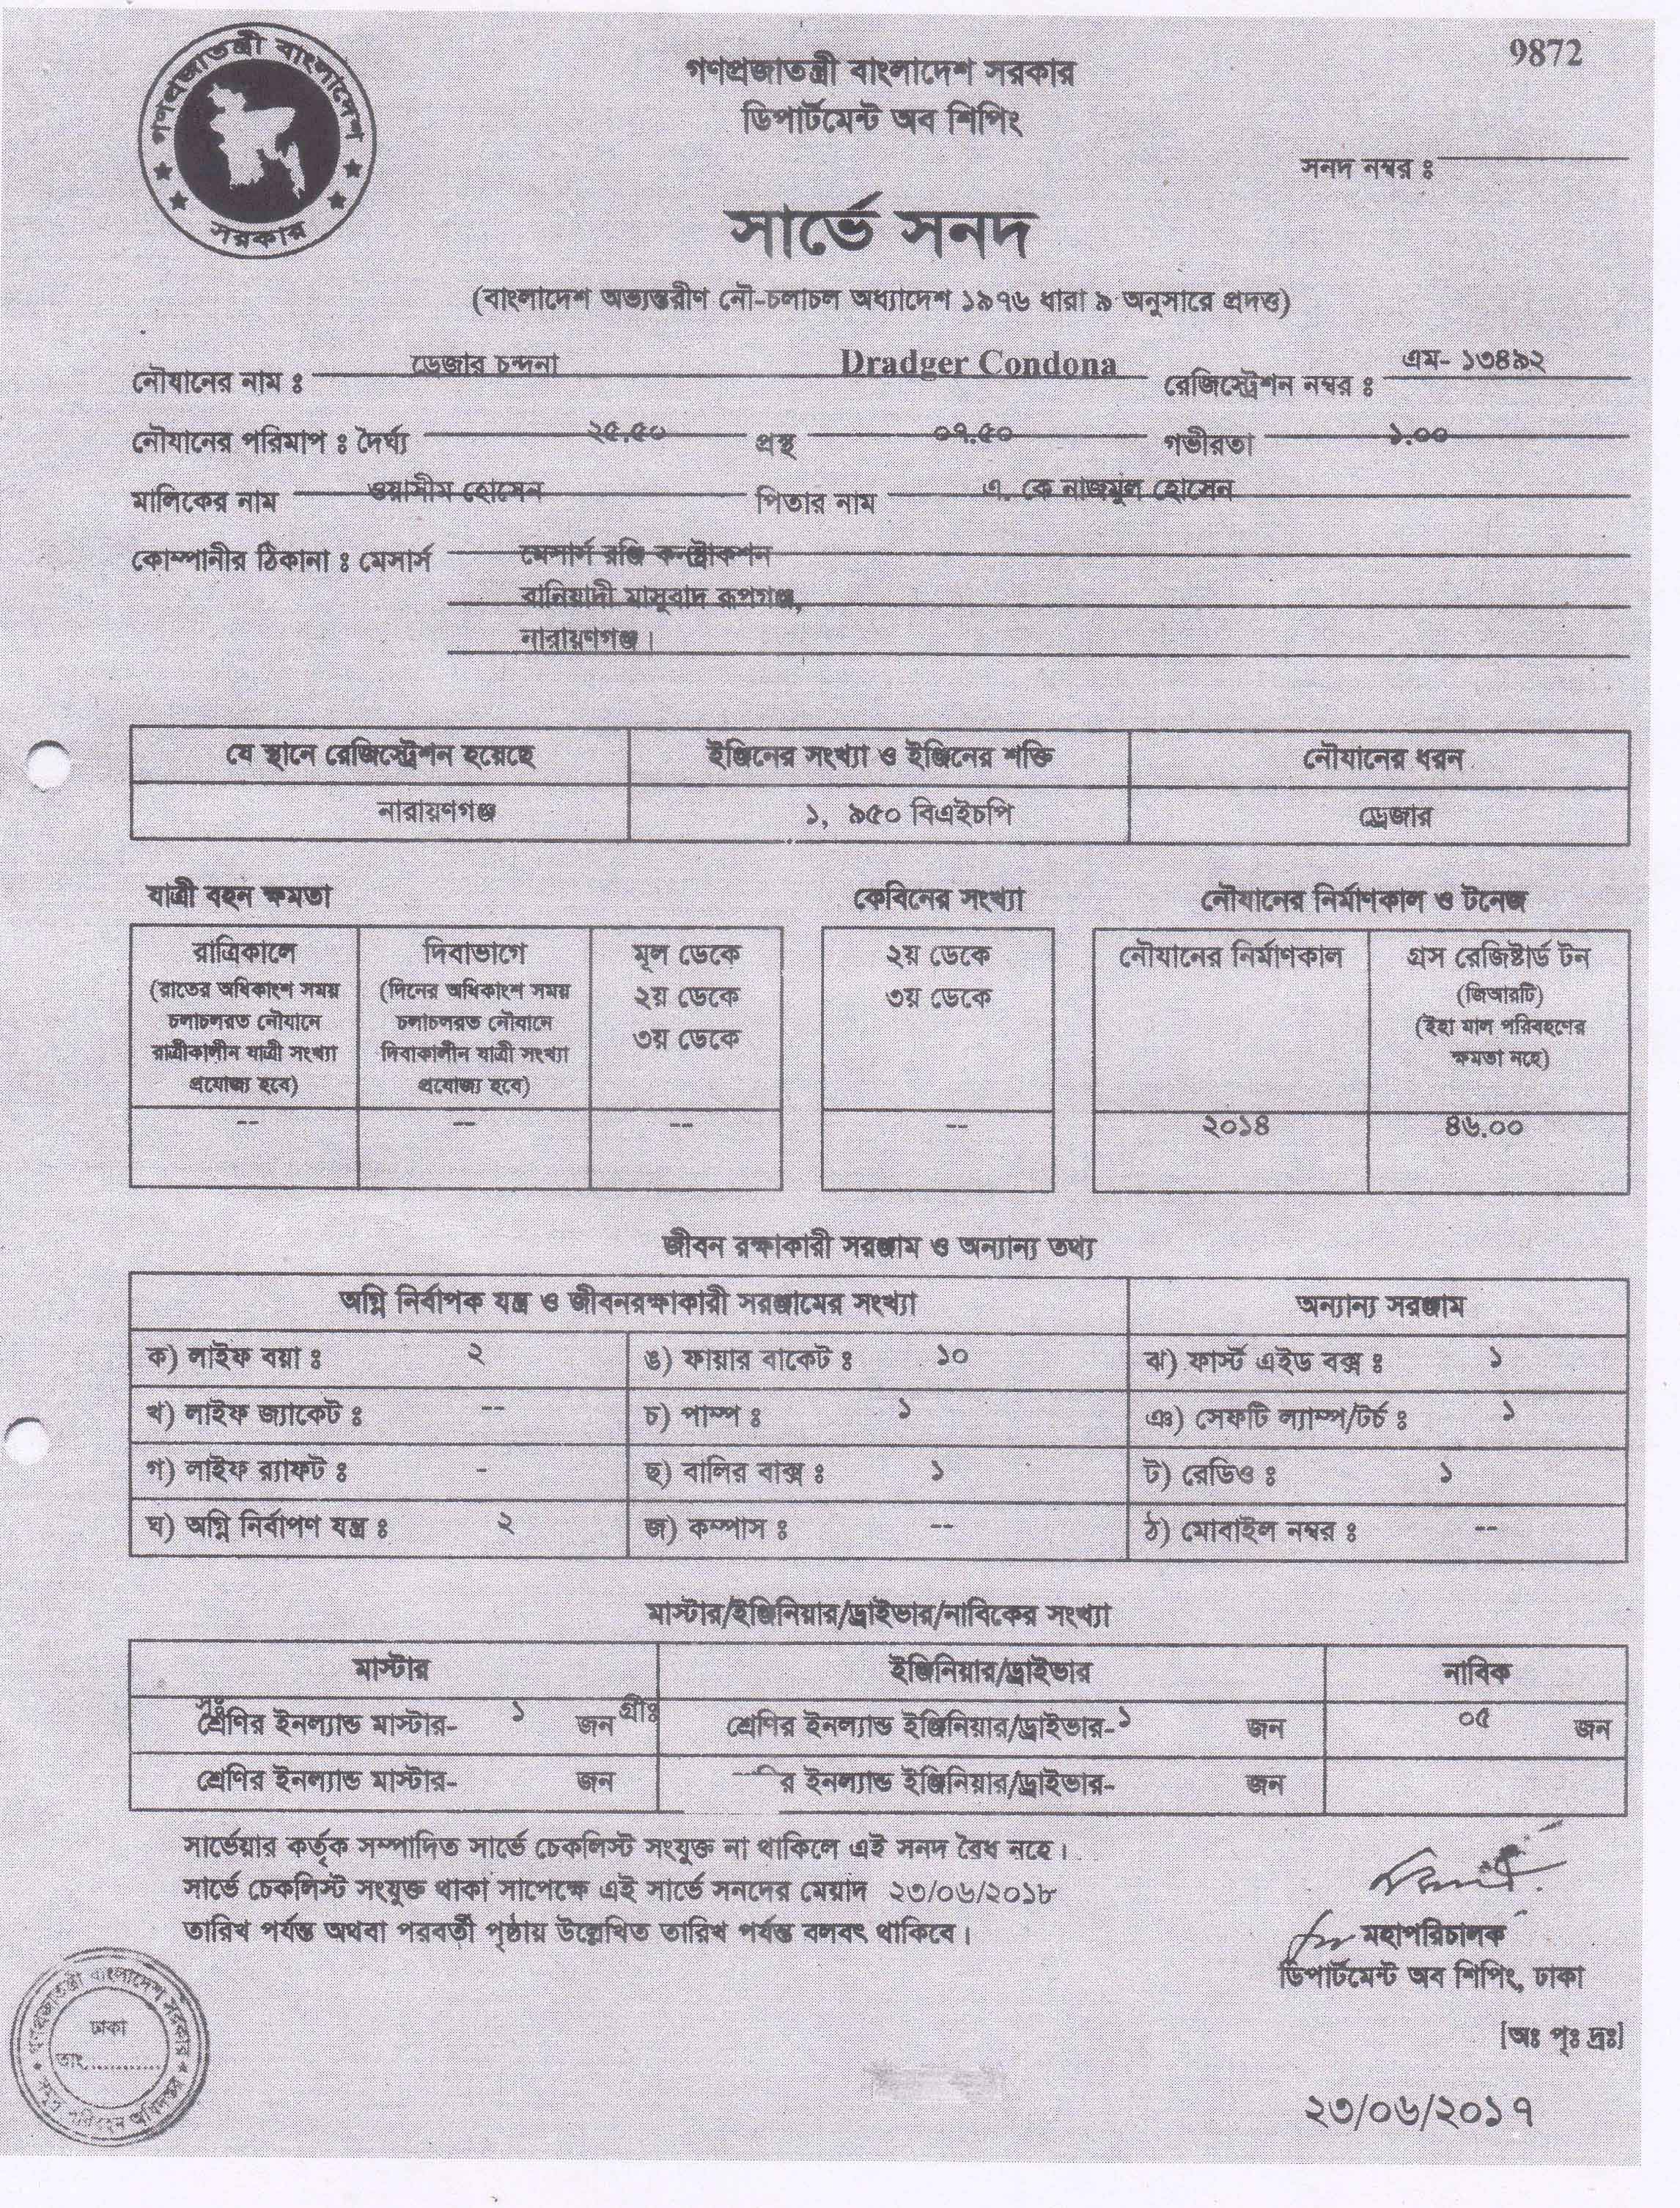 গণপ্রজাতন্ত্রী বাংলাদেশ
সরকার
9872
গণপ্রজাতন্ত্রী বাংলাদেশ সরকার
ডিপার্টমেন্ট অব শিপিং
সনদ নম্বর ঃ
সার্ভে সনদ
(বাংলাদেশ অভ্যন্তরীণ নৌ-চলাচল অধ্যাদেশ ১৯৭৬ ধারা ৯ অনুসারে প্রদত্ত)
নৌযানের নাম ঃ ড্রেজার চন্দনা Dradger Condona রেজিস্ট্রেশন নম্বর ঃ এম- ১৩৪৯২
নৌযানের পরিমাপ ঃ দৈর্ঘ্য ২৫.৫০ প্রস্থ ০৭.৫০ গভীরতা ১.০০
মালিকের নাম ওয়াসীম হোসেন পিতার নাম এ. কে নাজমুল হোসেন
কোম্পানীর ঠিকানা ঃ মেসার্স মেসার্স রঞ্জি কনস্ট্রাকশন
বানিয়াদী মাসুবাদ রূপগঞ্জ,
নারায়ণগঞ্জ।
যে স্থানে রেজিস্ট্রেশন হয়েছে ইঞ্জিনের সংখ্যা ও ইঞ্জিনের শক্তি নৌযানের ধরন
নারায়ণগঞ্জ ১, ৯৫০ বিএইচপি ড্রেজার
যাত্রী বহন ক্ষমতা কেবিনের সংখ্যা নৌযানের নির্মাণকাল ও টনেজ
রাত্রিকালে
(রাতের অধিকাংশ সময়
চলাচলরত নৌযানে
রাত্রীকালীন যাত্রী সংখ্যা
প্রযোজ্য হবে)
দিবাভাগে
(দিনের অধিকাংশ সময়
চলাচলরত নৌযানে
দিবাকালীন যাত্রী সংখ্যা
প্রযোজ্য হবে)
মূল ডেকে
২য় ডেকে
৩য় ডেকে
২য় ডেকে
৩য় ডেকে
নৌযানের নির্মাণকাল
গ্রস রেজিষ্টার্ড টন
(জিআরটি)
(ইহা মাল পরিবহণের
ক্ষমতা নহে)
-- -- -- -- ২০১৪ ৪৬.০০
জীবন রক্ষাকারী সরঞ্জাম ও অন্যান্য তথ্য
অগ্নি নির্বাপক যন্ত্র ও জীবনরক্ষাকারী সরঞ্জামের সংখ্যা অন্যান্য সরঞ্জাম
ক) লাইফ বয়া ঃ ২ ঙ) ফায়ার বাকেট ঃ ১০ ঝ) ফার্স্ট এইড বক্স ঃ ১
খ) লাইফ জ্যাকেট ঃ -- চ) পাম্প ঃ ১ ঞ) সেফটি ল্যাম্প/টর্চ ঃ ১
গ) লাইফ র‍্যাফট ঃ - ছ) বালির বাক্স ঃ ১ ট) রেডিও ঃ ১
ঘ) অগ্নি নির্বাপণ যন্ত্র ঃ ২ জ) কম্পাস ঃ -- ঠ) মোবাইল নম্বর ঃ --
মাস্টার/ইঞ্জিনিয়ার/ড্রাইভার/নাবিকের সংখ্যা
মাস্টার ইঞ্জিনিয়ার/ড্রাইভার নাবিক
শ্রেণির ইনল্যান্ড মাস্টার- ১ জন গ্রীঃ শ্রেণির ইনল্যান্ড ইঞ্জিনিয়ার/ড্রাইভার- ১ জন ০৫ জন
শ্রেণির ইনল্যান্ড মাস্টার- জন র ইনল্যান্ড ইঞ্জিনিয়ার/ড্রাইভার- জন
সার্ভেয়ার কর্তৃক সম্পাদিত সার্ভে চেকলিস্ট সংযুক্ত না থাকিলে এই সনদ বৈধ নহে।
সার্ভে চেকলিস্ট সংযুক্ত থাকা সাপেক্ষে এই সার্ভে সনদের মেয়াদ ২৩/০৬/২০১৮
তারিখ পর্যন্ত অথবা পরবর্তী পৃষ্ঠায় উল্লেখিত তারিখ পর্যন্ত বলবৎ থাকিবে।
মহাপরিচালক
ডিপার্টমেন্ট অব শিপিং, ঢাকা
গণপ্রজাতন্ত্রী বাংলাদেশ সরকার
ঢাকা
তাং............
সমুদ্র পরিবহন অধিদপ্তর
[অঃ পৃঃ দ্রঃ]
২৩/০৬/২০১৭